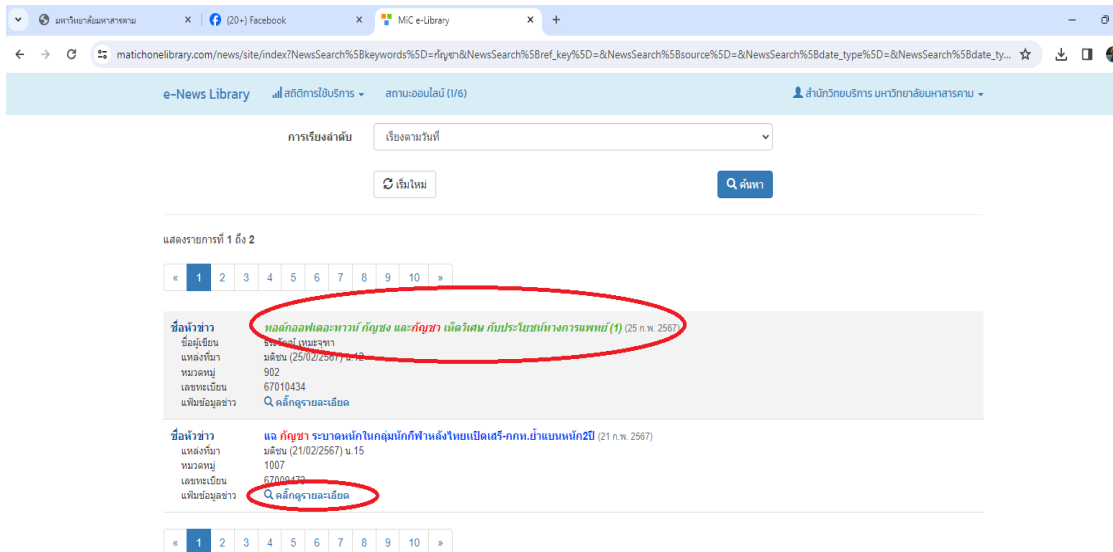 มหาวิทยาลัยมหาสารคาม
(20+) Facebook
MiC e-Library
matichonelibrary.com/news/site/index?NewsSearch%5Bkeywords%5D=กัญชา&NewsSearch%5Bref_key%5D=&NewsSearch%5Bsource%5D=&NewsSearch%5Bdate_type%5D=&NewsSearch%5Bdate_ty...
e-News Library สถิติการใช้บริการ สถานะออนไลน์ (1/6) สำนักวิทยบริการ มหาวิทยาลัยมหาสารคาม
การเรียงลำดับ เรียงตามวันที่
เริ่มใหม่ ค้นหา
แสดงรายการที่ 1 ถึง 2
« 1 2 3 4 5 6 7 8 9 10 »
ชื่อหัวข่าว ทอล์กออฟเดอะทาวน์ กัญชง และกัญชา เห็ดวิเศษ กับประโยชน์ทางการแพทย์ (1) (25 ก.พ. 2567)
ชื่อผู้เขียน เหมะจุฑา
แหล่งที่มา มติชน (25/02/2567) น.12
หมวดหมู่ 902
เลขทะเบียน 67010434
แฟ้มข้อมูลข่าว คลิ๊กดูรายละเอียด
ชื่อหัวข่าว แฉ กัญชา ระบาดหนักในกลุ่มนักกีฬาหลังไทยเปิดเสรี-กกท.ย้ำแบนหนัก2ปี (21 ก.พ. 2567)
แหล่งที่มา มติชน (21/02/2567) น.15
หมวดหมู่ 1007
เลขทะเบียน 67009473
แฟ้มข้อมูลข่าว คลิ๊กดูรายละเอียด
« 1 2 3 4 5 6 7 8 9 10 »